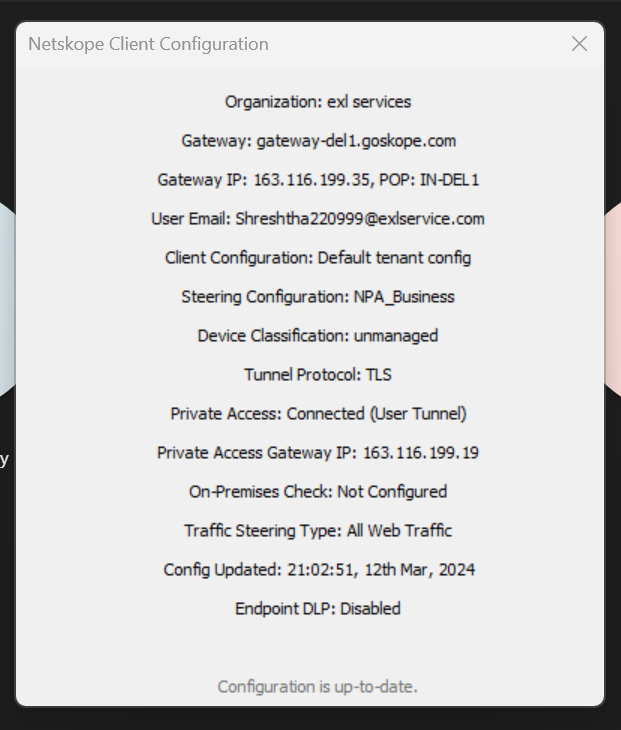 Netskope Client Configuration
Organization: exl services
Gateway: gateway-del1.goskope.com
Gateway IP: 163.116.199.35, POP: IN-DEL1
User Email: Shreshtha220999@exlservice.com
Client Configuration: Default tenant config
Steering Configuration: NPA_Business
Device Classification: unmanaged
Tunnel Protocol: TLS
Private Access: Connected (User Tunnel)
y
Private Access Gateway IP: 163.116.199.19
On-Premises Check: Not Configured
Traffic Steering Type: All Web Traffic
Config Updated: 21:02:51, 12th Mar, 2024
Endpoint DLP: Disabled
Configuration is up-to-date.